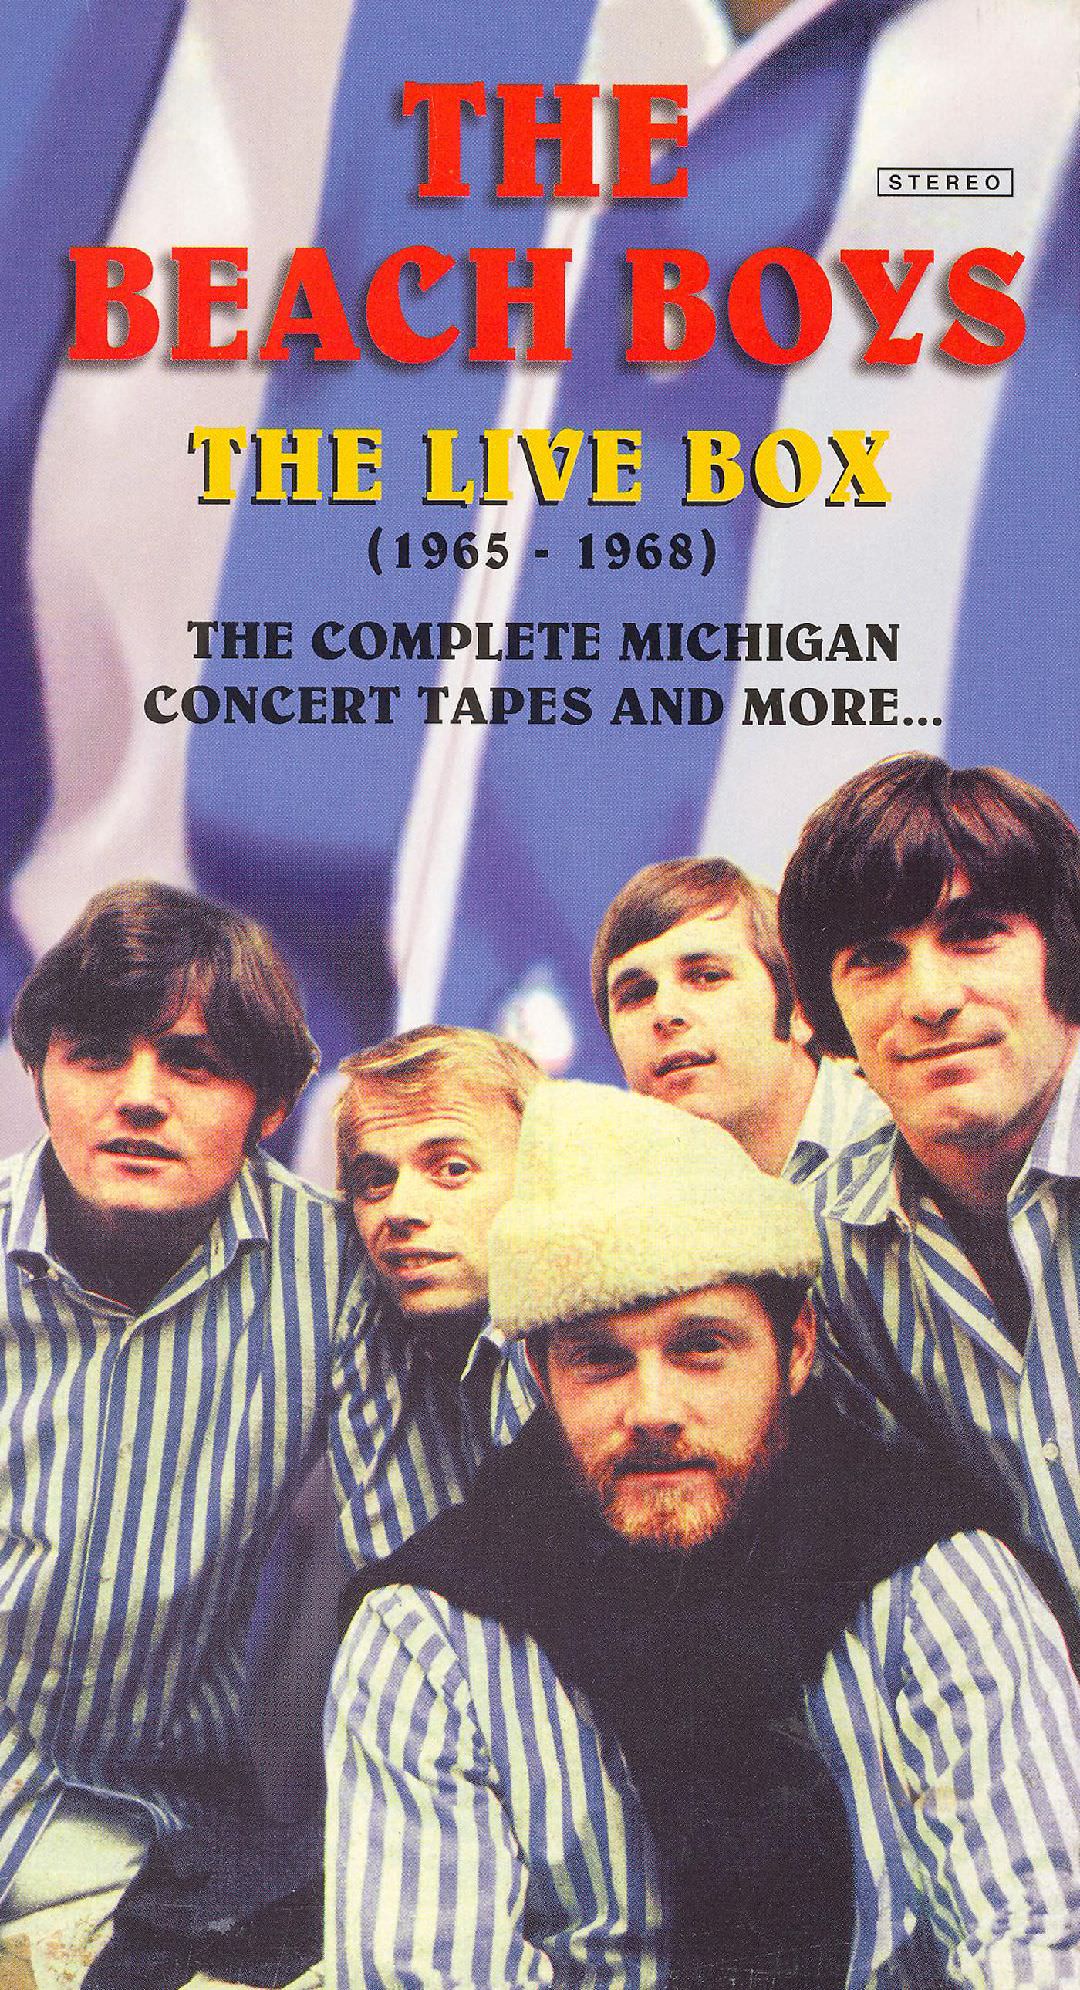 THE
STEREO
BEACH BOYS
THE LIVE BOX
(1965 - 1968)
THE COMPLETE MICHIGAN
CONCERT TAPES AND MORE...